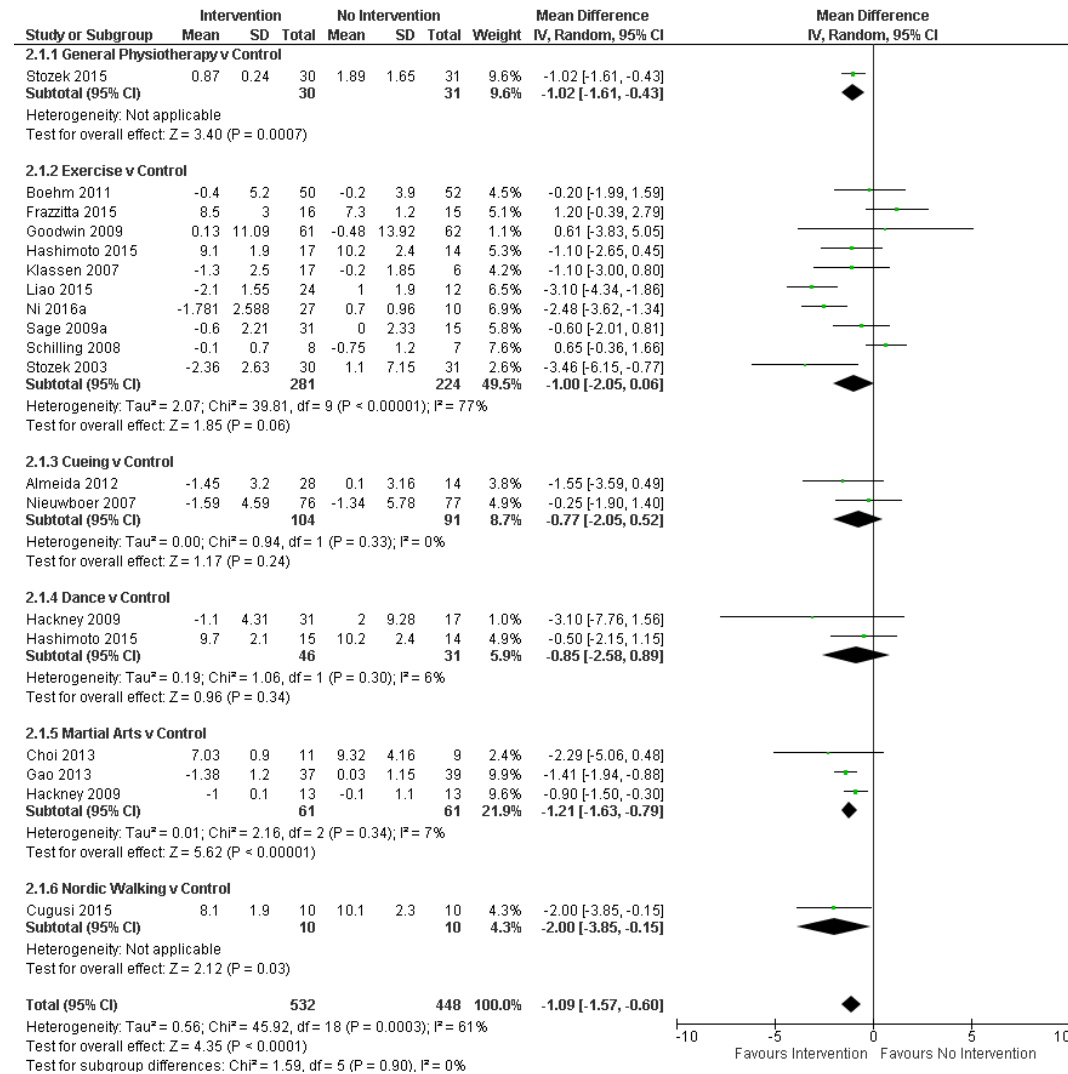 Intervention No Intervention Mean Difference Mean Difference
Study or Subgroup Mean SD Total Mean SD Total Weight IV, Random, 95% CI IV, Random, 95% CI
2.1.1 General Physiotherapy v Control
Stozek 2015 0.87 0.24 30 1.89 1.65 31 9.6% -1.02 [-1.61, -0.43]
Subtotal (95% CI) 30 31 9.6% -1.02 [-1.61, -0.43]
Heterogeneity: Not applicable
Test for overall effect: Z = 3.40 (P = 0.0007)
2.1.2 Exercise v Control
Boehm 2011 -0.4 5.2 50 -0.2 3.9 52 4.5% -0.20 [-1.99, 1.59]
Frazzitta 2015 8.5 3 16 7.3 1.2 15 5.1% 1.20 [-0.39, 2.79]
Goodwin 2009 0.13 11.09 61 -0.48 13.92 62 1.1% 0.61 [-3.83, 5.05]
Hashimoto 2015 9.1 1.9 17 10.2 2.4 14 5.3% -1.10 [-2.65, 0.45]
Klassen 2007 -1.3 2.5 17 -0.2 1.85 6 4.2% -1.10 [-3.00, 0.80]
Liao 2015 -2.1 1.55 24 1 1.9 12 6.5% -3.10 [-4.34, -1.86]
Ni 2016a -1.781 2.588 27 0.7 0.96 10 6.9% -2.48 [-3.62, -1.34]
Sage 2009a -0.6 2.21 31 0 2.33 15 5.8% -0.60 [-2.01, 0.81]
Schilling 2008 -0.1 0.7 8 -0.75 1.2 7 7.6% 0.65 [-0.36, 1.66]
Stozek 2003 -2.36 2.63 30 1.1 7.15 31 2.6% -3.46 [-6.15, -0.77]
Subtotal (95% CI) 281 224 49.5% -1.00 [-2.05, 0.06]
Heterogeneity: Tau² = 2.07; Chi² = 39.81, df = 9 (P < 0.00001); I² = 77%
Test for overall effect: Z = 1.85 (P = 0.06)
2.1.3 Cueing v Control
Almeida 2012 -1.45 3.2 28 0.1 3.16 14 3.8% -1.55 [-3.59, 0.49]
Nieuwboer 2007 -1.59 4.59 76 -1.34 5.78 77 4.9% -0.25 [-1.90, 1.40]
Subtotal (95% CI) 104 91 8.7% -0.77 [-2.05, 0.52]
Heterogeneity: Tau² = 0.00; Chi² = 0.94, df = 1 (P = 0.33); I² = 0%
Test for overall effect: Z = 1.17 (P = 0.24)
2.1.4 Dance v Control
Hackney 2009 -1.1 4.31 31 2 9.28 17 1.0% -3.10 [-7.76, 1.56]
Hashimoto 2015 9.7 2.1 15 10.2 2.4 14 4.9% -0.50 [-2.15, 1.15]
Subtotal (95% CI) 46 31 5.9% -0.85 [-2.58, 0.89]
Heterogeneity: Tau² = 0.19; Chi² = 1.06, df = 1 (P = 0.30); I² = 6%
Test for overall effect: Z = 0.96 (P = 0.34)
2.1.5 Martial Arts v Control
Choi 2013 7.03 0.9 11 9.32 4.16 9 2.4% -2.29 [-5.06, 0.48]
Gao 2013 -1.38 1.2 37 0.03 1.15 39 9.9% -1.41 [-1.94, -0.88]
Hackney 2009 -1 0.1 13 -0.1 1.1 13 9.6% -0.90 [-1.50, -0.30]
Subtotal (95% CI) 61 61 21.9% -1.21 [-1.63, -0.79]
Heterogeneity: Tau² = 0.01; Chi² = 2.16, df = 2 (P = 0.34); I² = 7%
Test for overall effect: Z = 5.62 (P < 0.00001)
2.1.6 Nordic Walking v Control
Cugusi 2015 8.1 1.9 10 10.1 2.3 10 4.3% -2.00 [-3.85, -0.15]
Subtotal (95% CI) 10 10 4.3% -2.00 [-3.85, -0.15]
Heterogeneity: Not applicable
Test for overall effect: Z = 2.12 (P = 0.03)
Total (95% CI) 532 448 100.0% -1.09 [-1.57, -0.60]
Heterogeneity: Tau² = 0.56; Chi² = 45.92, df = 18 (P = 0.0003); I² = 61%
Test for overall effect: Z = 4.35 (P < 0.0001)
Test for subgroup differences: Chi² = 1.59, df = 5 (P = 0.90), I² = 0%
-10 -5 0 5 10
Favours Intervention Favours No Intervention